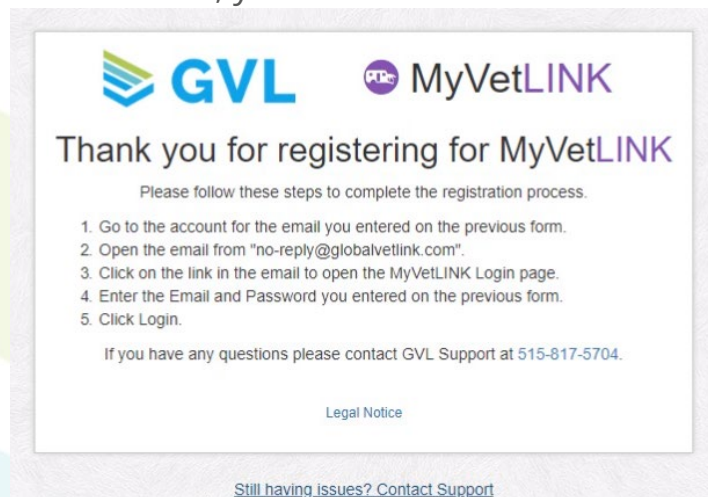 GVL MyVetLINK
Thank you for registering for MyVetLINK
Please follow these steps to complete the registration process.
1. Go to the account for the email you entered on the previous form.
2. Open the email from "no-reply@globalvetlink.com".
3. Click on the link in the email to open the MyVetLINK Login page.
4. Enter the Email and Password you entered on the previous form.
5. Click Login.
If you have any questions please contact GVL Support at 515-817-5704.
Legal Notice
Still having issues? Contact Support